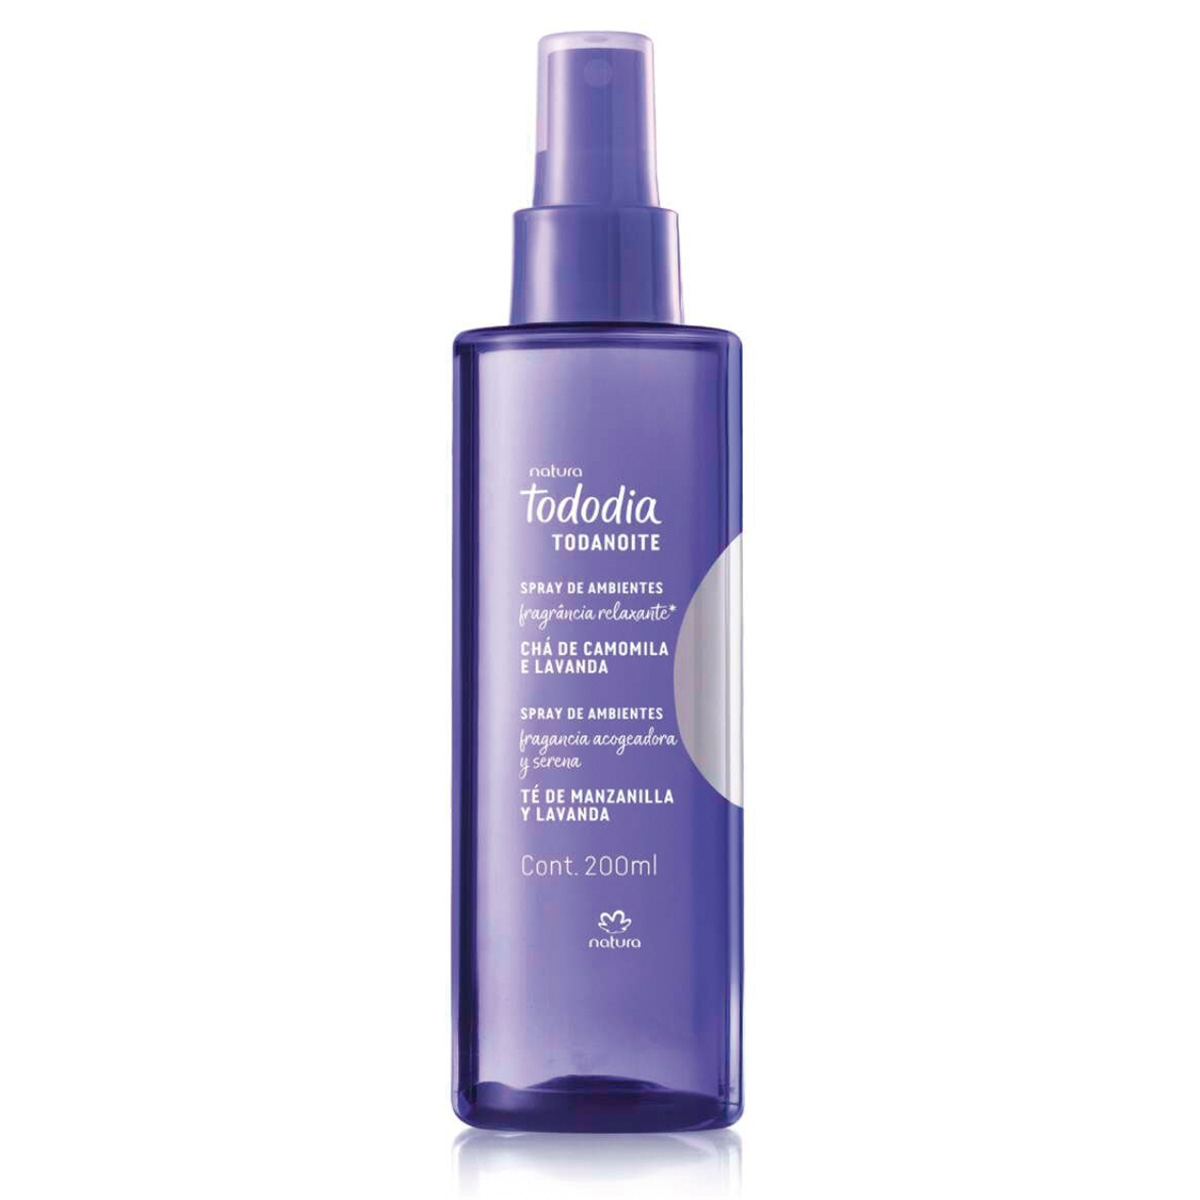 natura
Tododia
TODANOITE
SPRAY DE AMBIENTES
fragrância relaxante*
CHÁ DE CAMOMILA
E LAVANDA
SPRAY DE AMBIENTES
fragancia acogeadora
y serena
TÉ DE MANZANILLA
Y LAVANDA
Cont. 200ml
natura